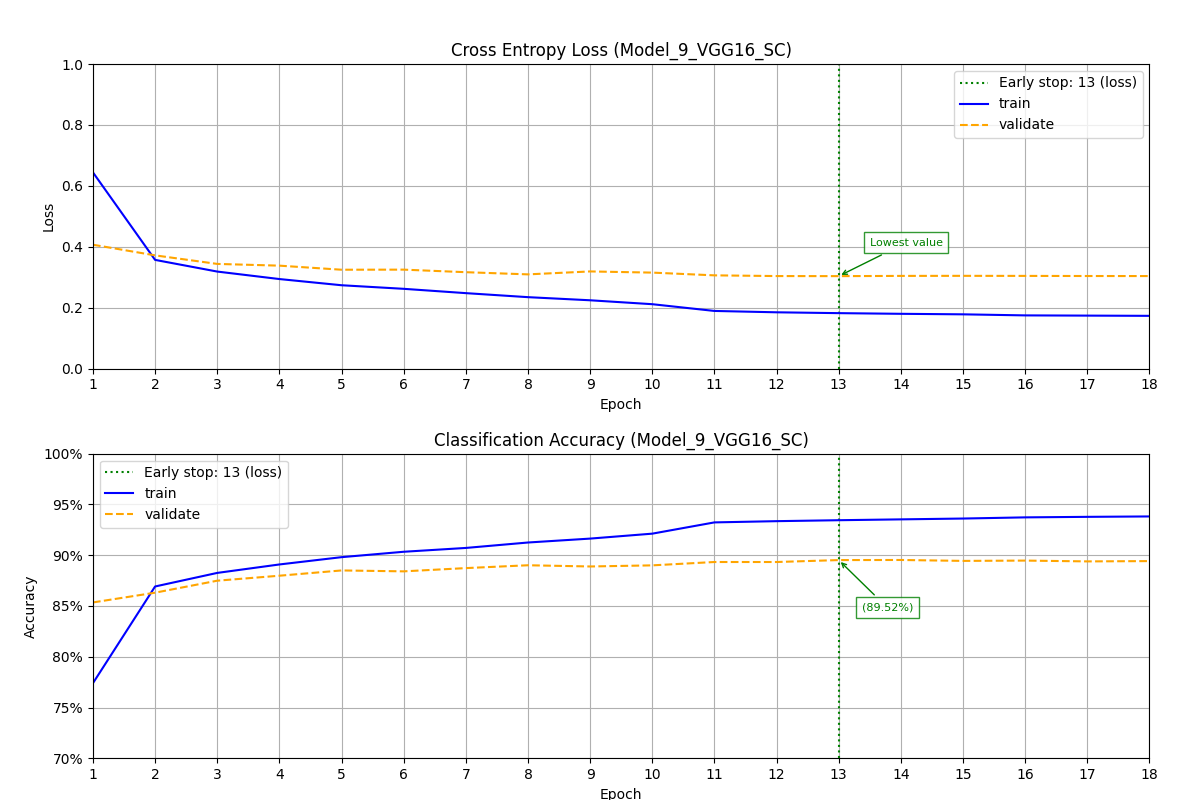 Cross Entropy Loss (Model_9_VGG16_SC)
1.0
0.8
0.6
0.4
0.2
0.0
Loss
Early stop: 13 (loss)
train
validate
Lowest value
1 2 3 4 5 6 7 8 9 10 11 12 13 14 15 16 17 18
Epoch
Classification Accuracy (Model_9_VGG16_SC)
100%
95%
90%
85%
80%
75%
70%
Accuracy
Early stop: 13 (loss)
train
validate
(89.52%)
1 2 3 4 5 6 7 8 9 10 11 12 13 14 15 16 17 18
Epoch